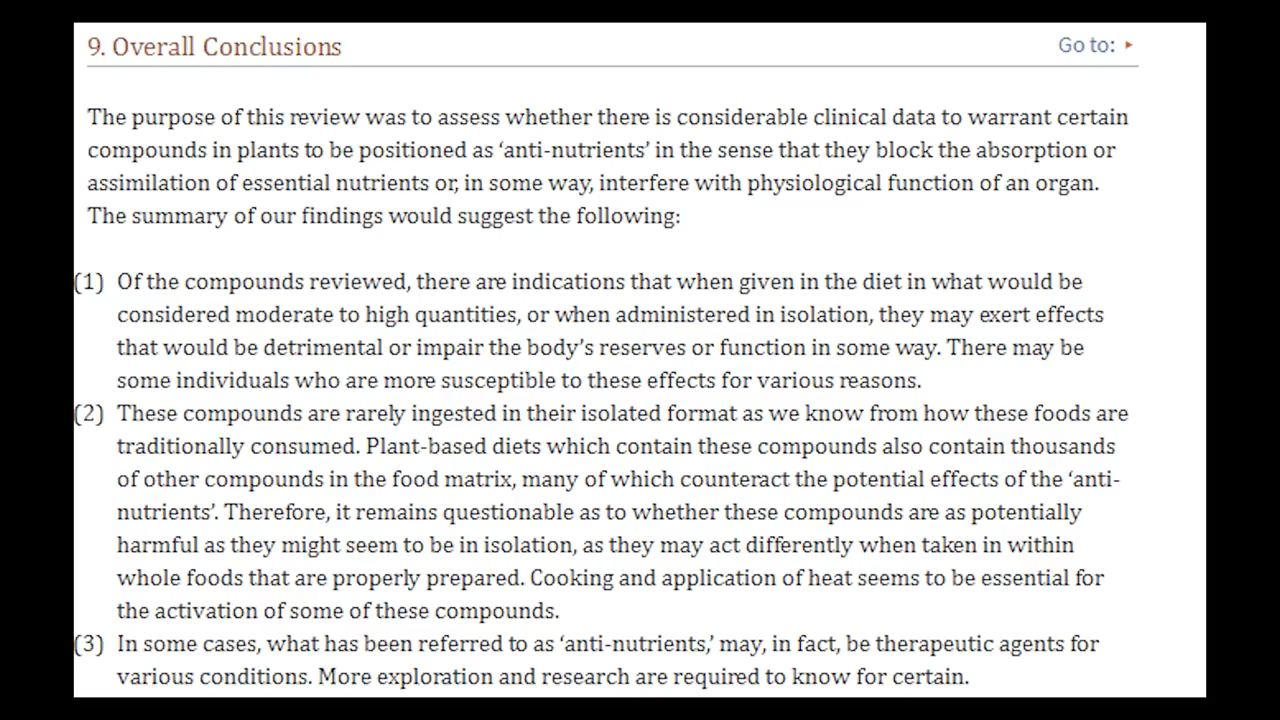 9. Overall Conclusions
Go to: ▸
The purpose of this review was to assess whether there is considerable clinical data to warrant certain
compounds in plants to be positioned as ‘anti-nutrients’ in the sense that they block the absorption or
assimilation of essential nutrients or, in some way, interfere with physiological function of an organ.
The summary of our findings would suggest the following:
(1) Of the compounds reviewed, there are indications that when given in the diet in what would be
considered moderate to high quantities, or when administered in isolation, they may exert effects
that would be detrimental or impair the body’s reserves or function in some way. There may be
some individuals who are more susceptible to these effects for various reasons.
(2) These compounds are rarely ingested in their isolated format as we know from how these foods are
traditionally consumed. Plant-based diets which contain these compounds also contain thousands
of other compounds in the food matrix, many of which counteract the potential effects of the ‘anti-
nutrients’. Therefore, it remains questionable as to whether these compounds are as potentially
harmful as they might seem to be in isolation, as they may act differently when taken in within
whole foods that are properly prepared. Cooking and application of heat seems to be essential for
the activation of some of these compounds.
(3) In some cases, what has been referred to as ‘anti-nutrients,’ may, in fact, be therapeutic agents for
various conditions. More exploration and research are required to know for certain.